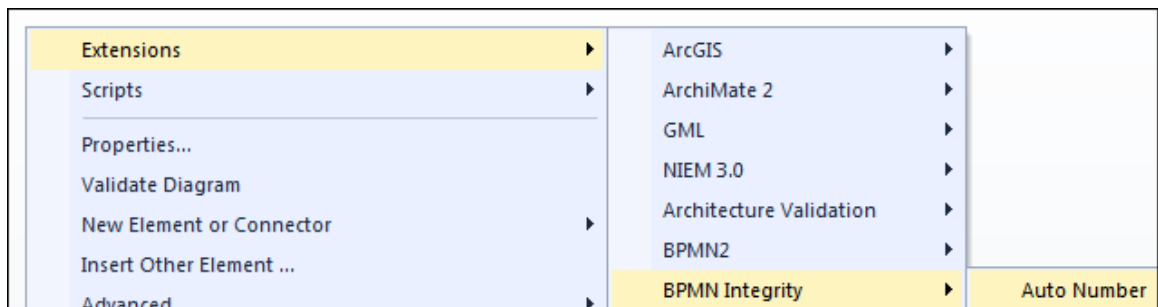 Extensions
Scripts
Properties...
Validate Diagram
New Element or Connector
Insert Other Element ...
Advanced
ArcGIS
ArchiMate 2
GML
NIEM 3.0
Architecture Validation
BPMN2
BPMN Integrity
Auto Number